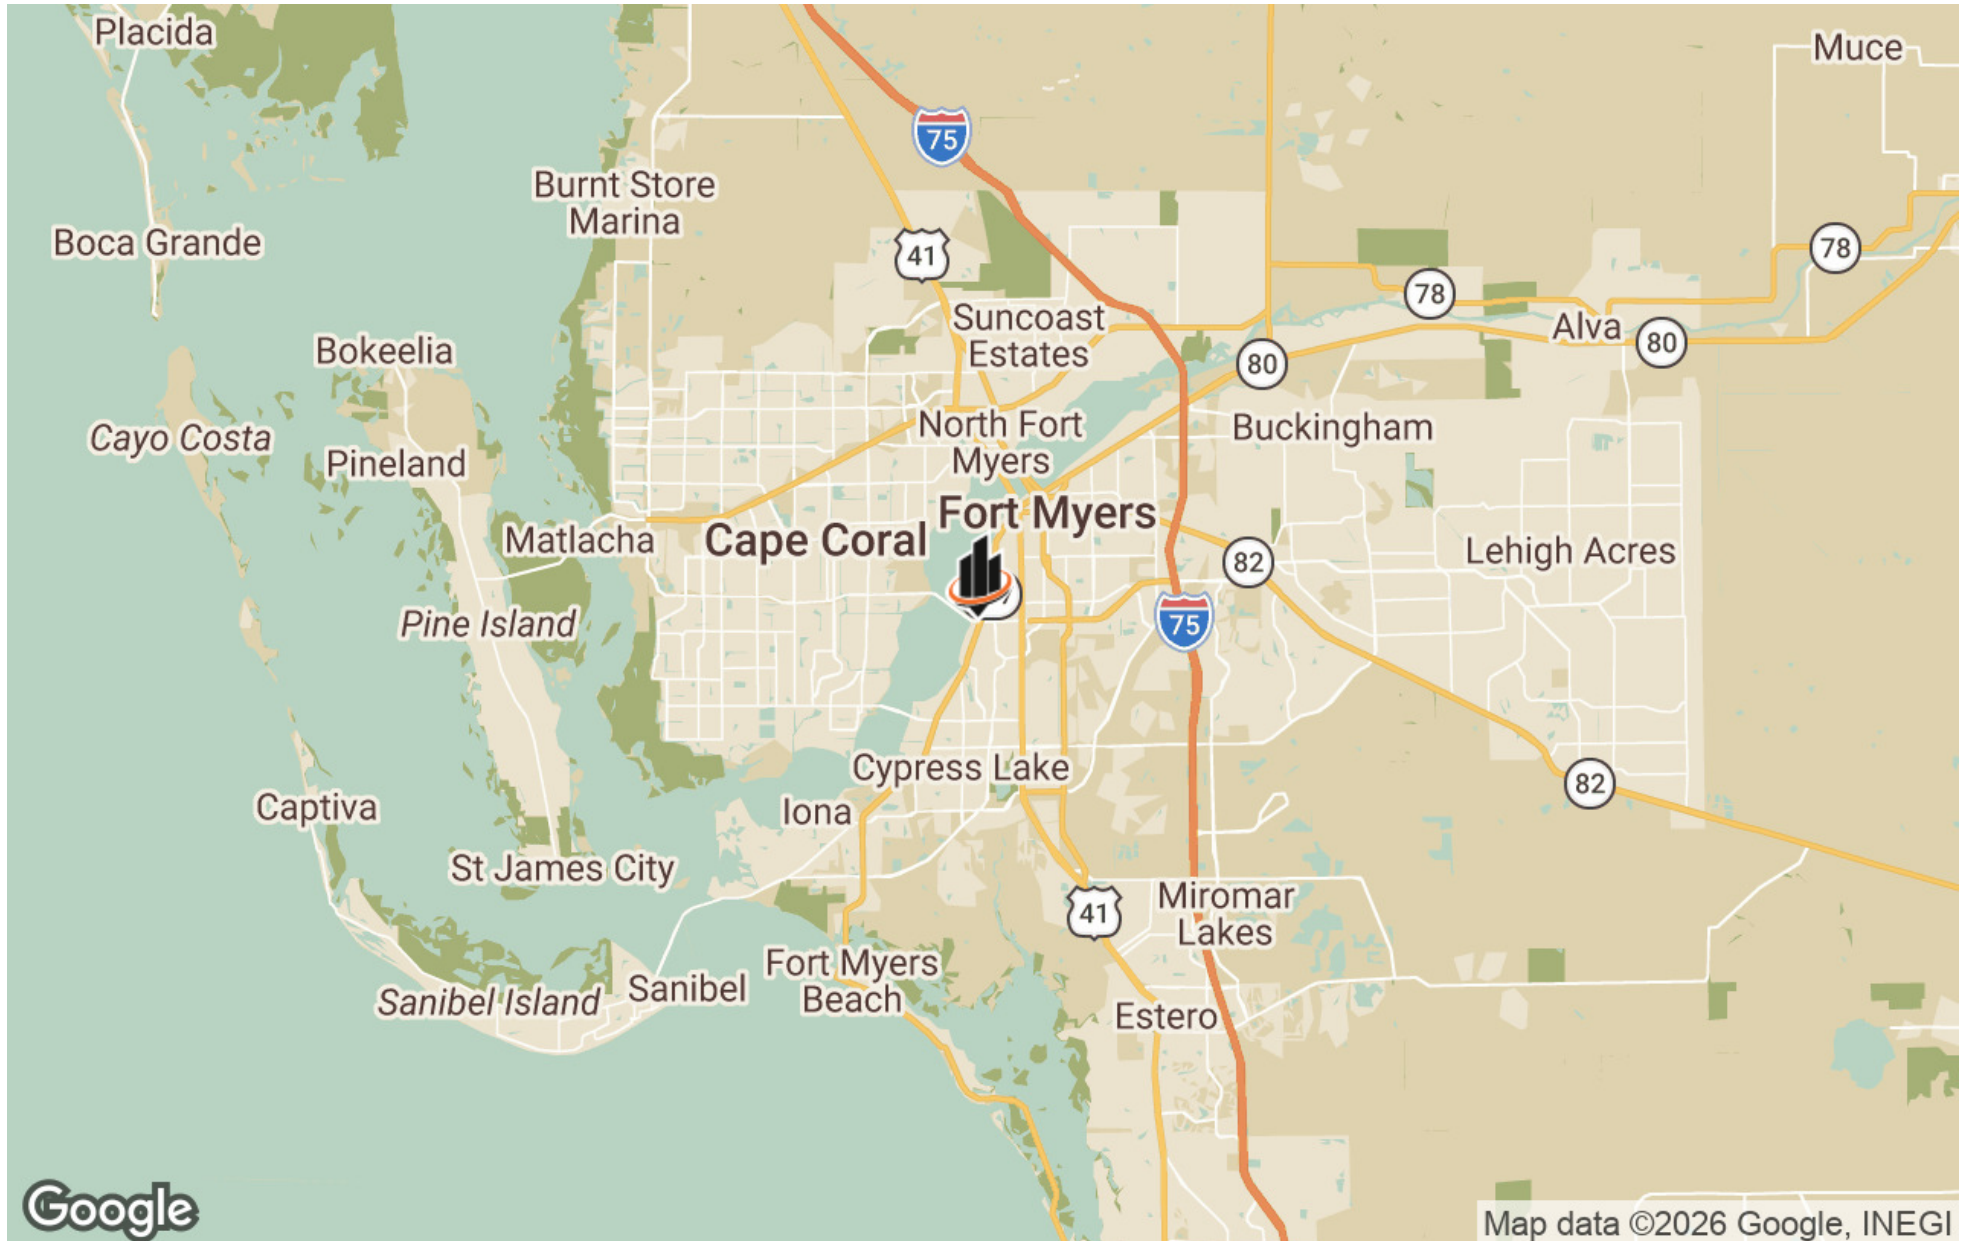 Placida
Muce
75
Burnt Store
Marina
Boca Grande
41
78
78
Suncoast
Estates
Alva
80
80
Bokeelia
Cayo Costa
North Fort
Myers
Buckingham
Pineland
Fort Myers
Matlacha
Cape Coral
82
Lehigh Acres
Pine Island
75
Cypress Lake
82
Captiva
Iona
St James City
Miromar
Lakes
41
Fort Myers
Beach
Sanibel Island
Sanibel
Estero
Google
Map data ©2026 Google, INEGI